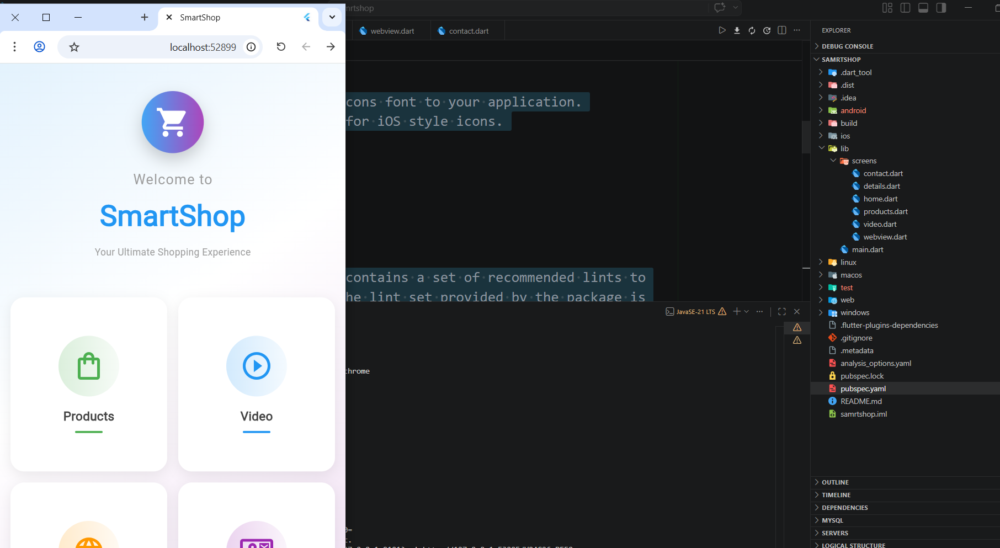 SmartShop
localhost:52899
Welcome to
SmartShop
Your Ultimate Shopping Experience
Products
Video
mrtshop
webview.dart
contact.dart
cons font to your application.
for iOS style icons.
contains a set of recommended lints to
he lint set provided by the package is
JavaSE-21 LTS
chrome
EXPLORER
DEBUG CONSOLE
SAMRTSHOP
.dart_tool
.dist
.idea
android
build
ios
lib
screens
contact.dart
details.dart
home.dart
products.dart
video.dart
webview.dart
main.dart
linux
macos
test
web
windows
.flutter-plugins-dependencies
.gitignore
.metadata
analysis_options.yaml
pubspec.lock
pubspec.yaml
README.md
samrtshop.iml
OUTLINE
TIMELINE
DEPENDENCIES
MYSQL
SERVERS
LOGICAL STRUCTURE